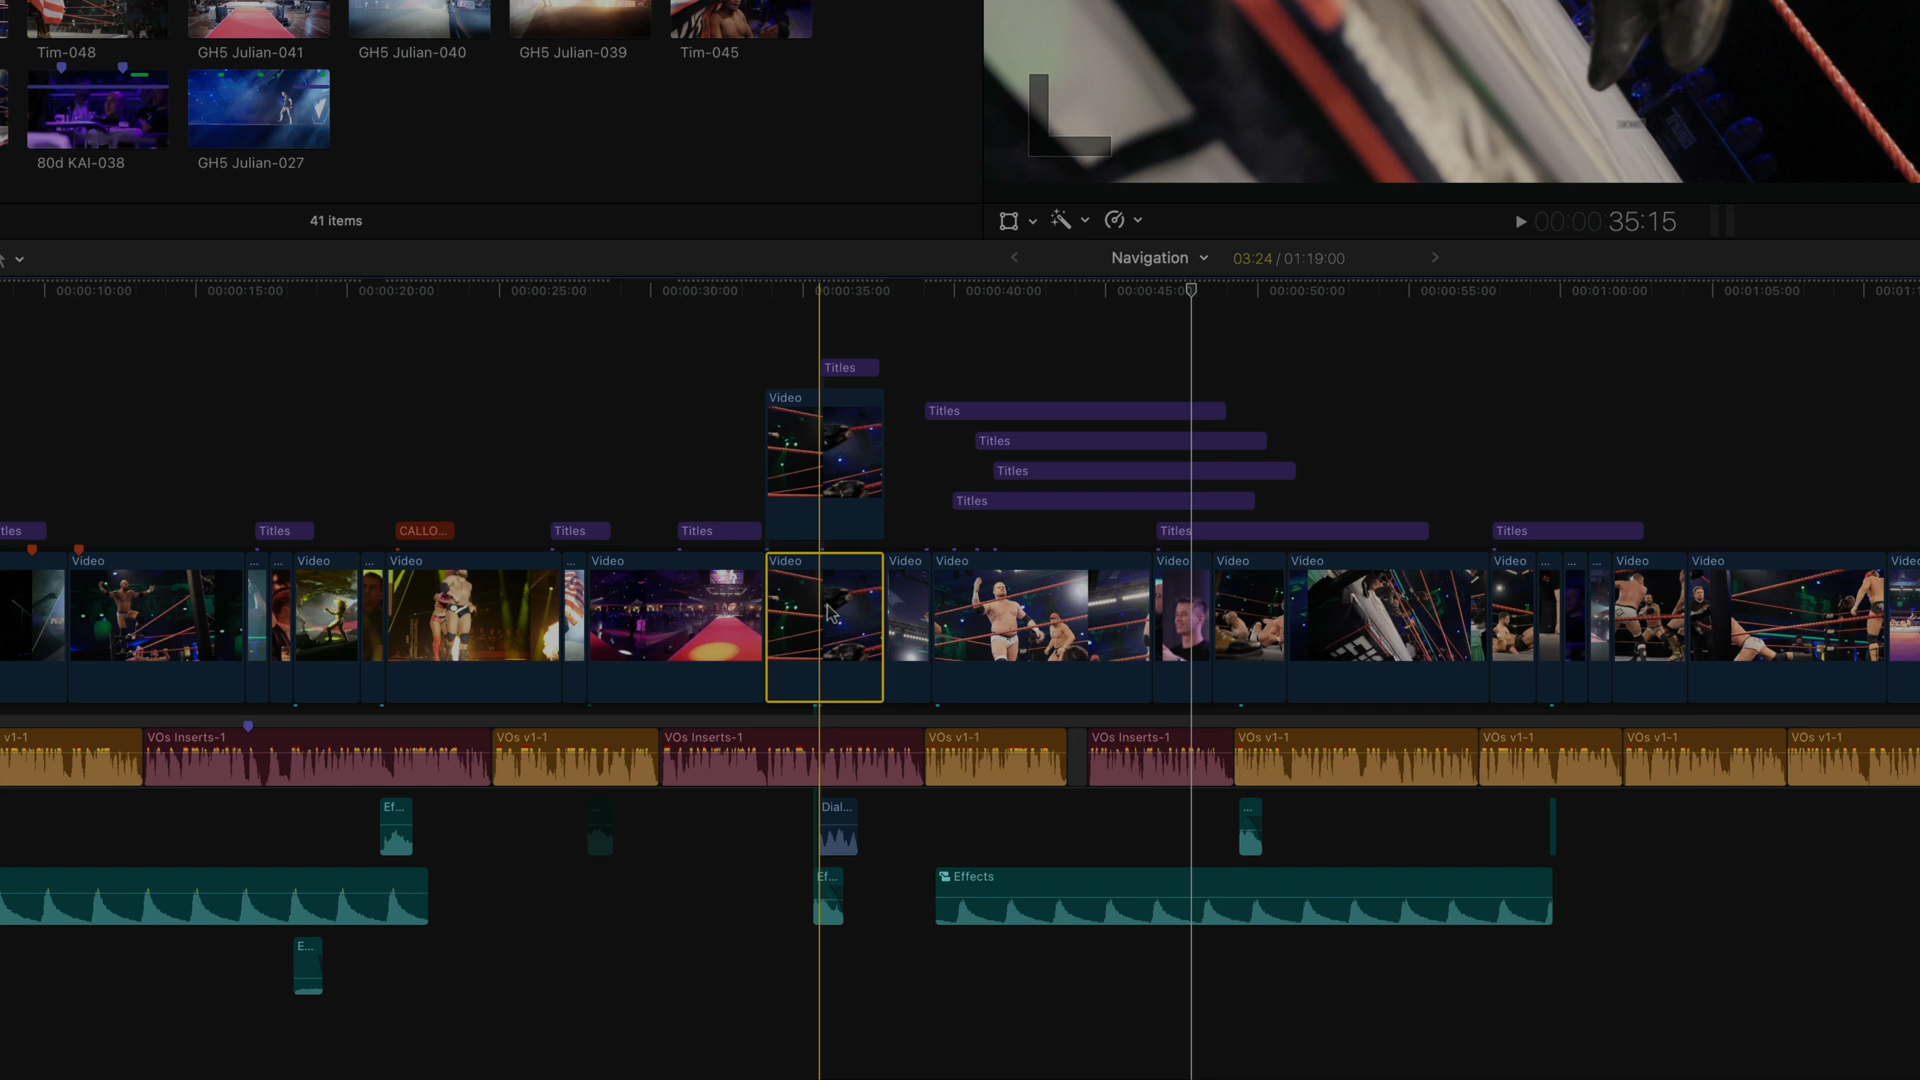 Tim-048
GH5 Julian-041
GH5 Julian-040
GH5 Julian-039
Tim-045
80d KAI-038
GH5 Julian-027
41 items
00:00:35:15
Navigation
03:24 / 01:19:00
00:00:10:00
00:00:15:00
00:00:20:00
00:00:25:00
00:00:30:00
00:00:35:00
00:00:40:00
00:00:45:00
00:00:50:00
00:00:55:00
00:01:00:00
00:01:05:00
00:01:1
Titles
Video
Titles
Titles
Titles
Titles
tles
Titles
CALLO...
Titles
Titles
Titles
Titles
Video
...
...
Video
...
Video
...
Video
Video
Video
Video
Video
Video
Video
Video
...
...
...
Video
Video
Video
v1-1
VOs Inserts-1
VOs v1-1
VOs Inserts-1
VOs v1-1
VOs Inserts-1
VOs v1-1
VOs v1-1
VOs v1-1
VOs v1-1
Ef...
...
Dial...
...
Ef...
Effects
E...